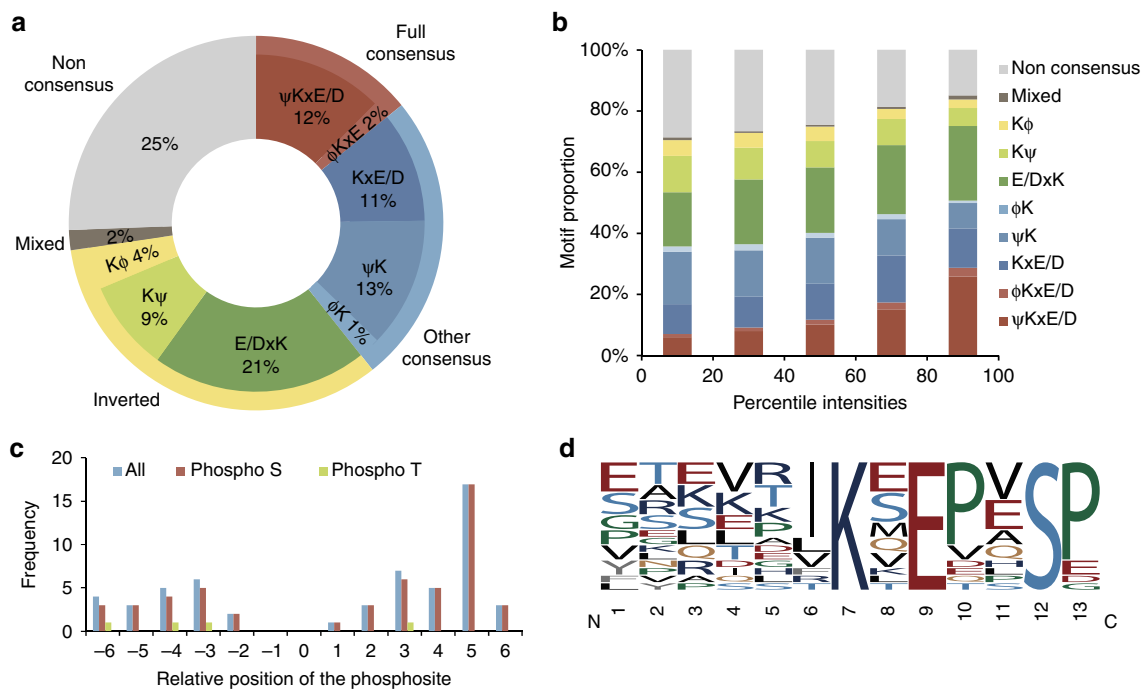 a
Non
consensus
Full
consensus
ψKxE/D
12%
ϕKxE 2%
KxE/D
11%
ψK
13%
ϕK 1%
Other
consensus
E/DxK
21%
Kψ
9%
Kϕ 4%
Inverted
Mixed
2%
25%
b
100%
80%
60%
40%
20%
0%
Motif proportion
0 20 40 60 80 100
Percentile intensities
Non consensus
Mixed
Kϕ
Kψ
E/DxK
ϕK
ψK
KxE/D
ϕKxE/D
ψKxE/D
c
All Phospho S Phospho T
20
15
10
5
0
Frequency
–6 –5 –4 –3 –2 –1 0 1 2 3 4 5 6
Relative position of the phosphosite
d
E T E V R I K E E P V S P
N 1 2 3 4 5 6 7 8 9 10 11 12 13 C